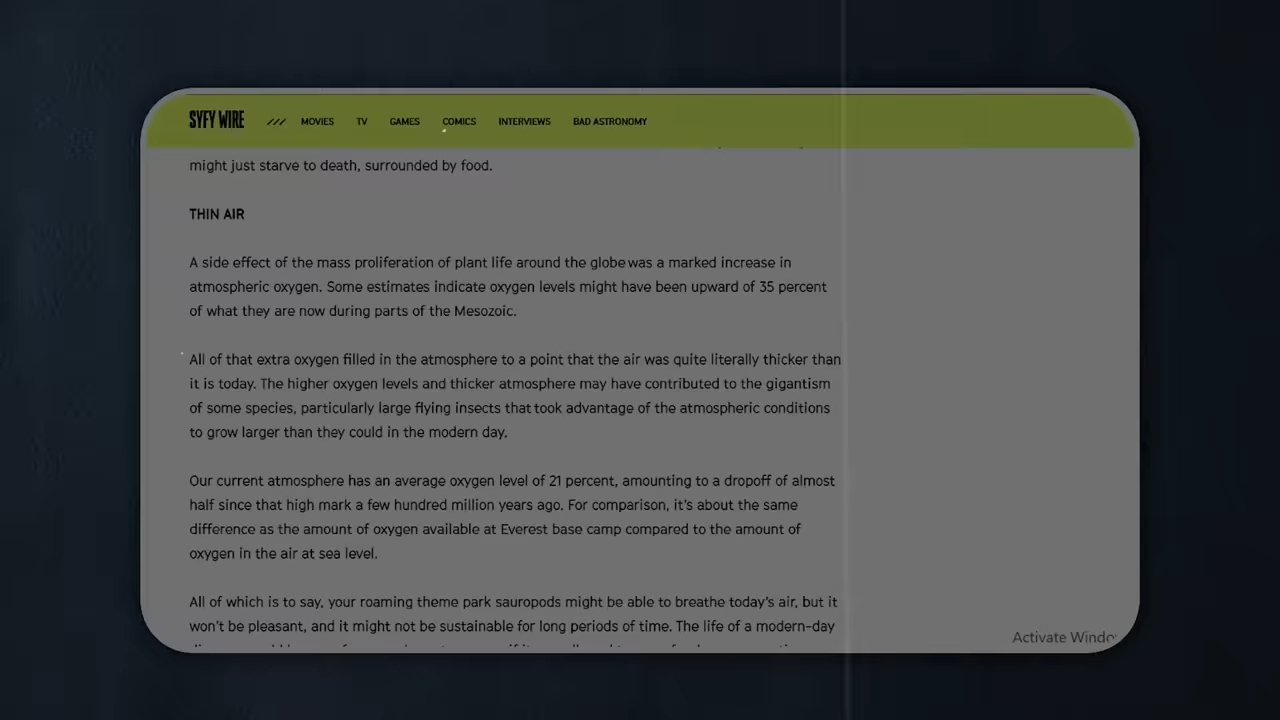 SYFY WIRE /// MOVIES TV GAMES COMICS INTERVIEWS BAD ASTRONOMY
might just starve to death, surrounded by food.
THIN AIR
A side effect of the mass proliferation of plant life around the globe was a marked increase in
atmospheric oxygen. Some estimates indicate oxygen levels might have been upward of 35 percent
of what they are now during parts of the Mesozoic.
All of that extra oxygen filled in the atmosphere to a point that the air was quite literally thicker than
it is today. The higher oxygen levels and thicker atmosphere may have contributed to the gigantism
of some species, particularly large flying insects that took advantage of the atmospheric conditions
to grow larger than they could in the modern day.
Our current atmosphere has an average oxygen level of 21 percent, amounting to a dropoff of almost
half since that high mark a few hundred million years ago. For comparison, it's about the same
difference as the amount of oxygen available at Everest base camp compared to the amount of
oxygen in the air at sea level.
All of which is to say, your roaming theme park sauropods might be able to breathe today's air, but it
won't be pleasant, and it might not be sustainable for long periods of time. The life of a modern-day
Activate Windo